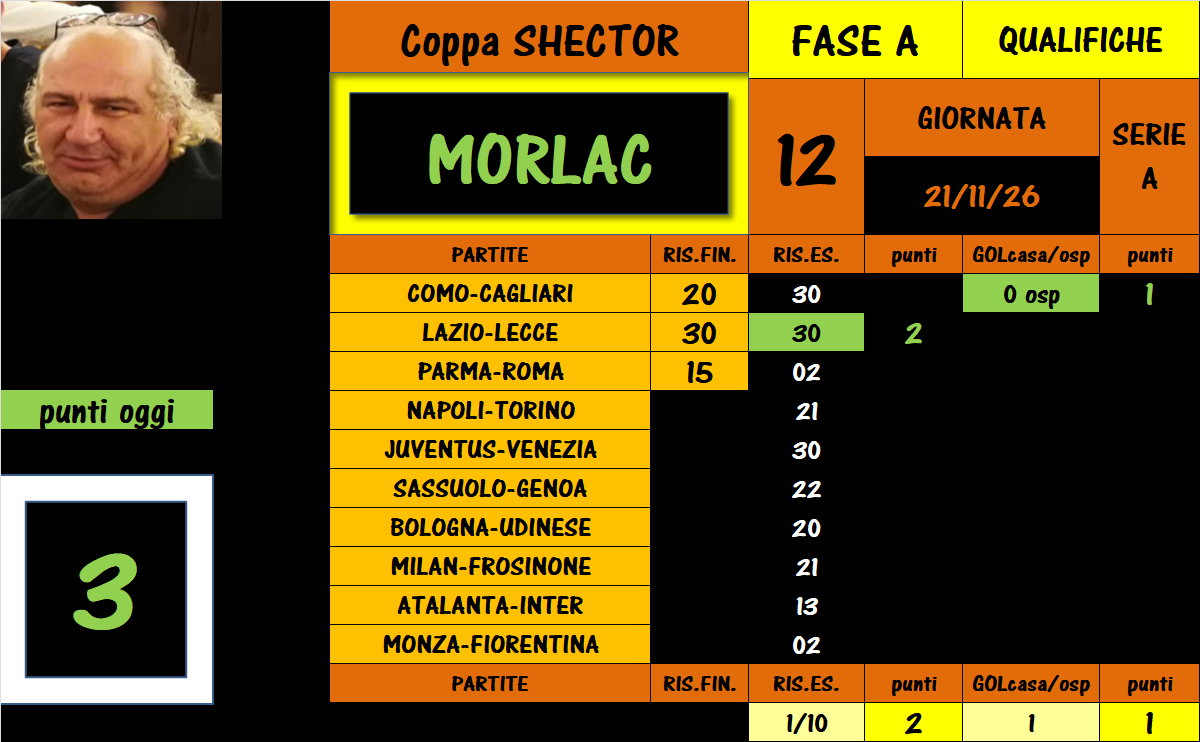 Coppa SHECTOR FASE A QUALIFICHE
MORLAC
12
GIORNATA
21/11/26
SERIE
A
PARTITE RIS.FIN. RIS.ES. punti GOLcasa/osp punti
COMO-CAGLIARI 20 30 0 osp 1
LAZIO-LECCE 30 30 2
PARMA-ROMA 15 02
NAPOLI-TORINO 21
JUVENTUS-VENEZIA 30
SASSUOLO-GENOA 22
BOLOGNA-UDINESE 20
MILAN-FROSINONE 21
ATALANTA-INTER 13
MONZA-FIORENTINA 02
PARTITE RIS.FIN. RIS.ES. punti GOLcasa/osp punti
1/10 2 1 1
punti oggi
3